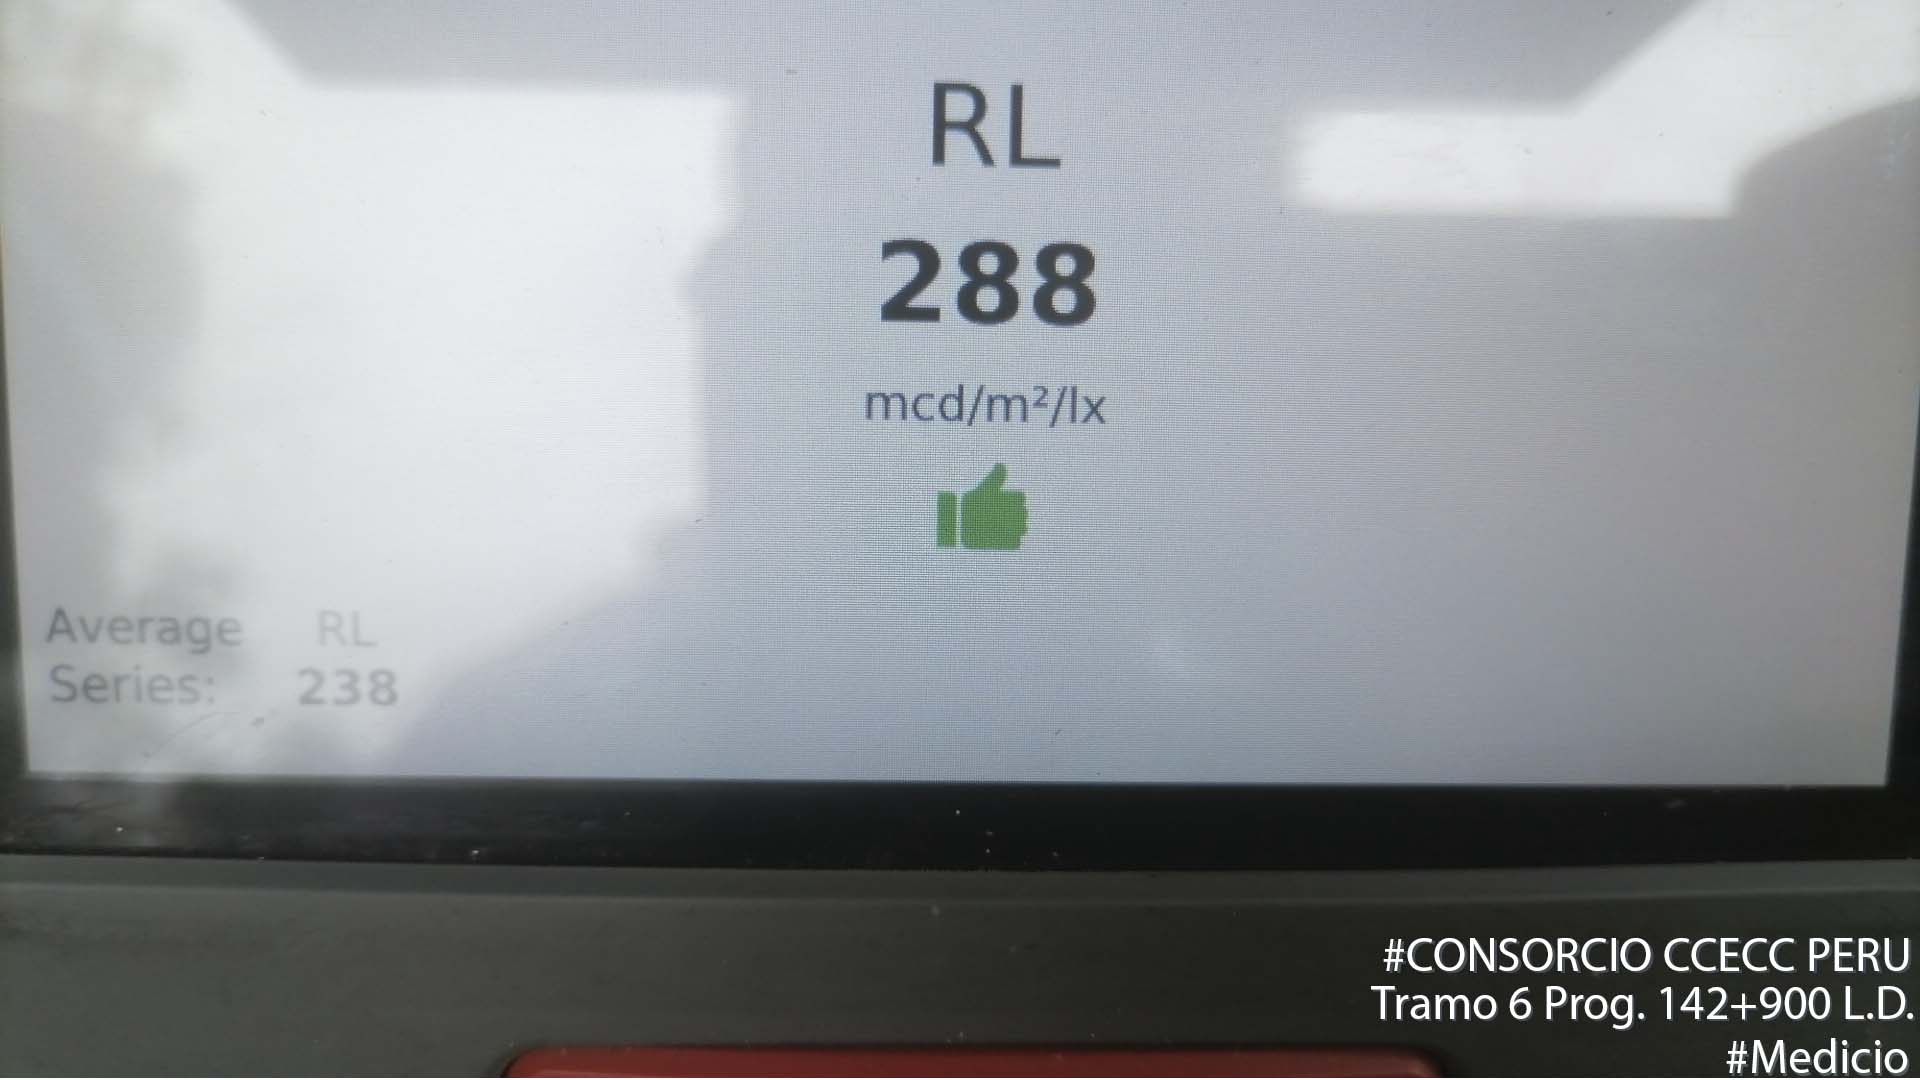 RL
288
mcd/m²/lx
Average RL
Series: 238
#CONSORCIO CCECC PERU
Tramo 6 Prog. 142+900 L.D.
#Medicio